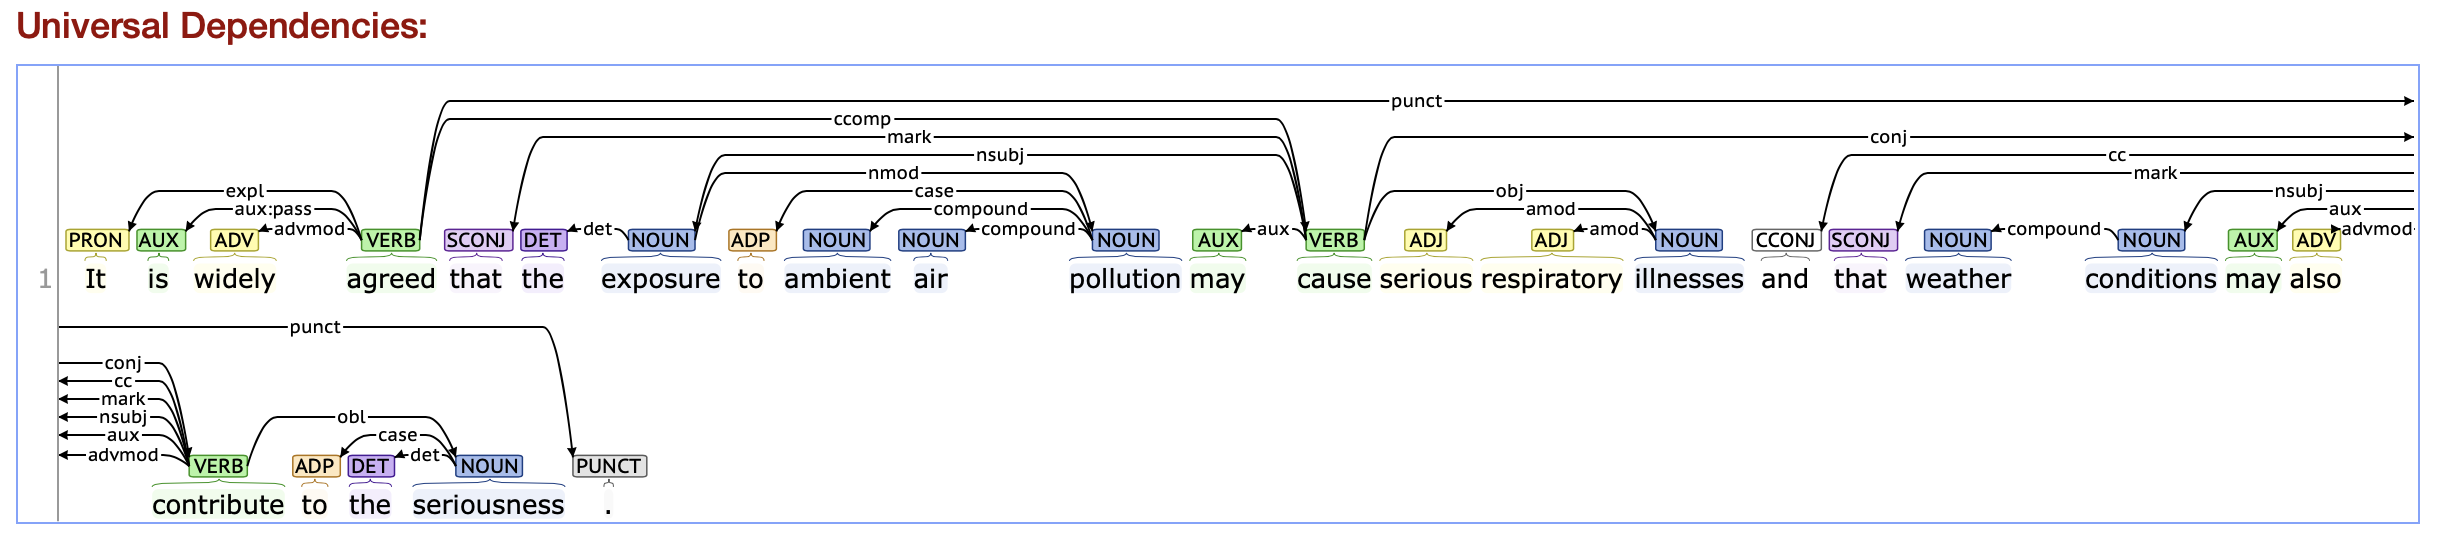 Universal Dependencies:
punct
ccomp
mark conj
nsubj cc
nmod mark
expl case obj nsubj
aux:pass compound amod aux
advmod det compound aux amod compound advmod
PRON AUX ADV VERB SCONJ DET NOUN ADP NOUN NOUN NOUN AUX VERB ADJ ADJ NOUN CCONJ SCONJ NOUN NOUN AUX ADV
1 It is widely agreed that the exposure to ambient air pollution may cause serious respiratory illnesses and that weather conditions may also
punct
conj
cc
mark
nsubj obl
aux case
advmod det
VERB ADP DET NOUN PUNCT
contribute to the seriousness .